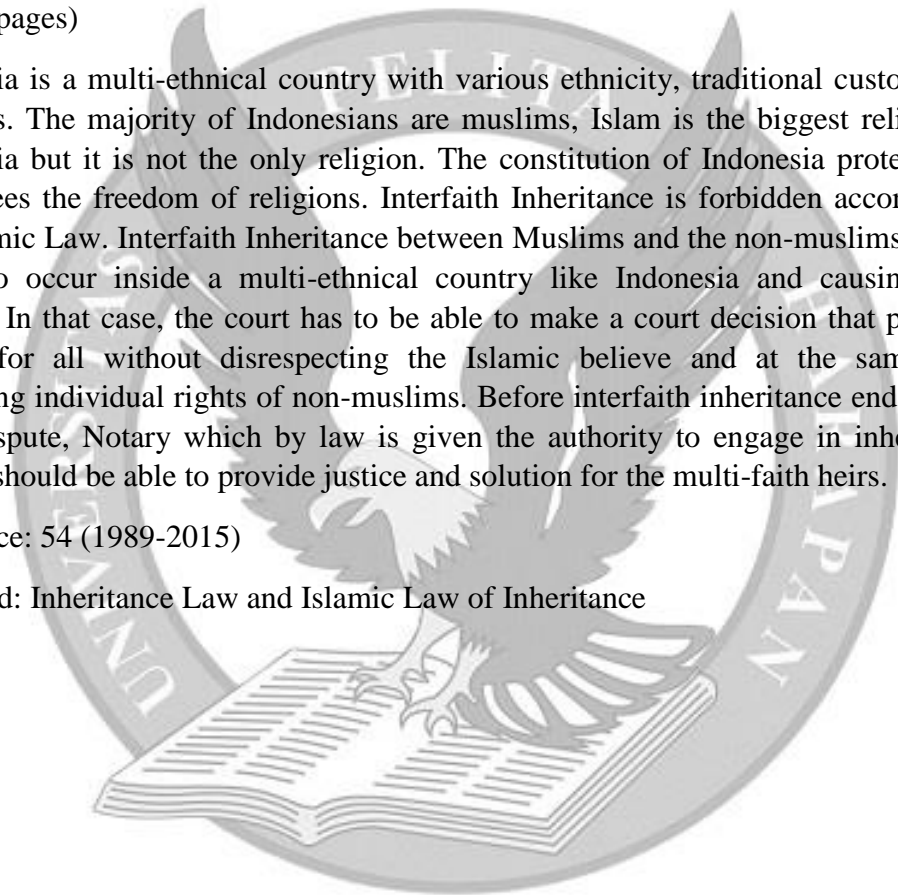 pages)
ia is a multi-ethnical country with various ethnicity, traditional custo
s. The majority of Indonesians are muslims, Islam is the biggest reli
ia but it is not the only religion. The constitution of Indonesia prote
ees the freedom of religions. Interfaith Inheritance is forbidden accor
mic Law. Interfaith Inheritance between Muslims and the non-muslims
o occur inside a multi-ethnical country like Indonesia and causin
In that case, the court has to be able to make a court decision that p
for all without disrespecting the Islamic believe and at the sam
ng individual rights of non-muslims. Before interfaith inheritance end
spute, Notary which by law is given the authority to engage in inhe
should be able to provide justice and solution for the multi-faith heirs.
ce: 54 (1989-2015)
d: Inheritance Law and Islamic Law of Inheritance
UNIVERSITAS PELITA HARAPAN